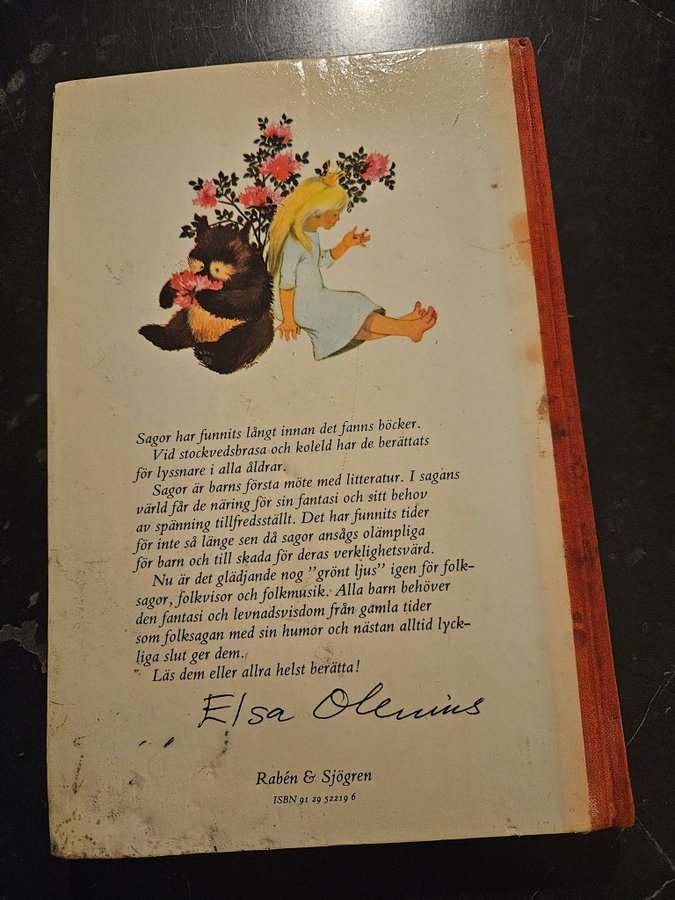 Sagor har funnits långt innan det fanns böcker.
Vid stockvedsbrasa och koleld har de berättats
för lyssnare i alla åldrar.
Sagor är barns första möte med litteratur. I sagans
värld får de näring för sin fantasi och sitt behov
av spänning tillfredsställt. Det har funnits tider
för inte så länge sen då sagor ansågs olämpliga
för barn och till skada för deras verklighetsvärd.
Nu är det glädjande nog "grönt ljus" igen för folk-
sagor, folkvisor och folkmusik. Alla barn behöver
den fantasi och levnadsvisdom från gamla tider
som folksagan med sin humor och nästan alltid lyck-
liga slut ger dem.
Läs dem eller allra helst berätta!
Elsa Olenius
Rabén & Sjögren
ISBN 91 29 52219 6